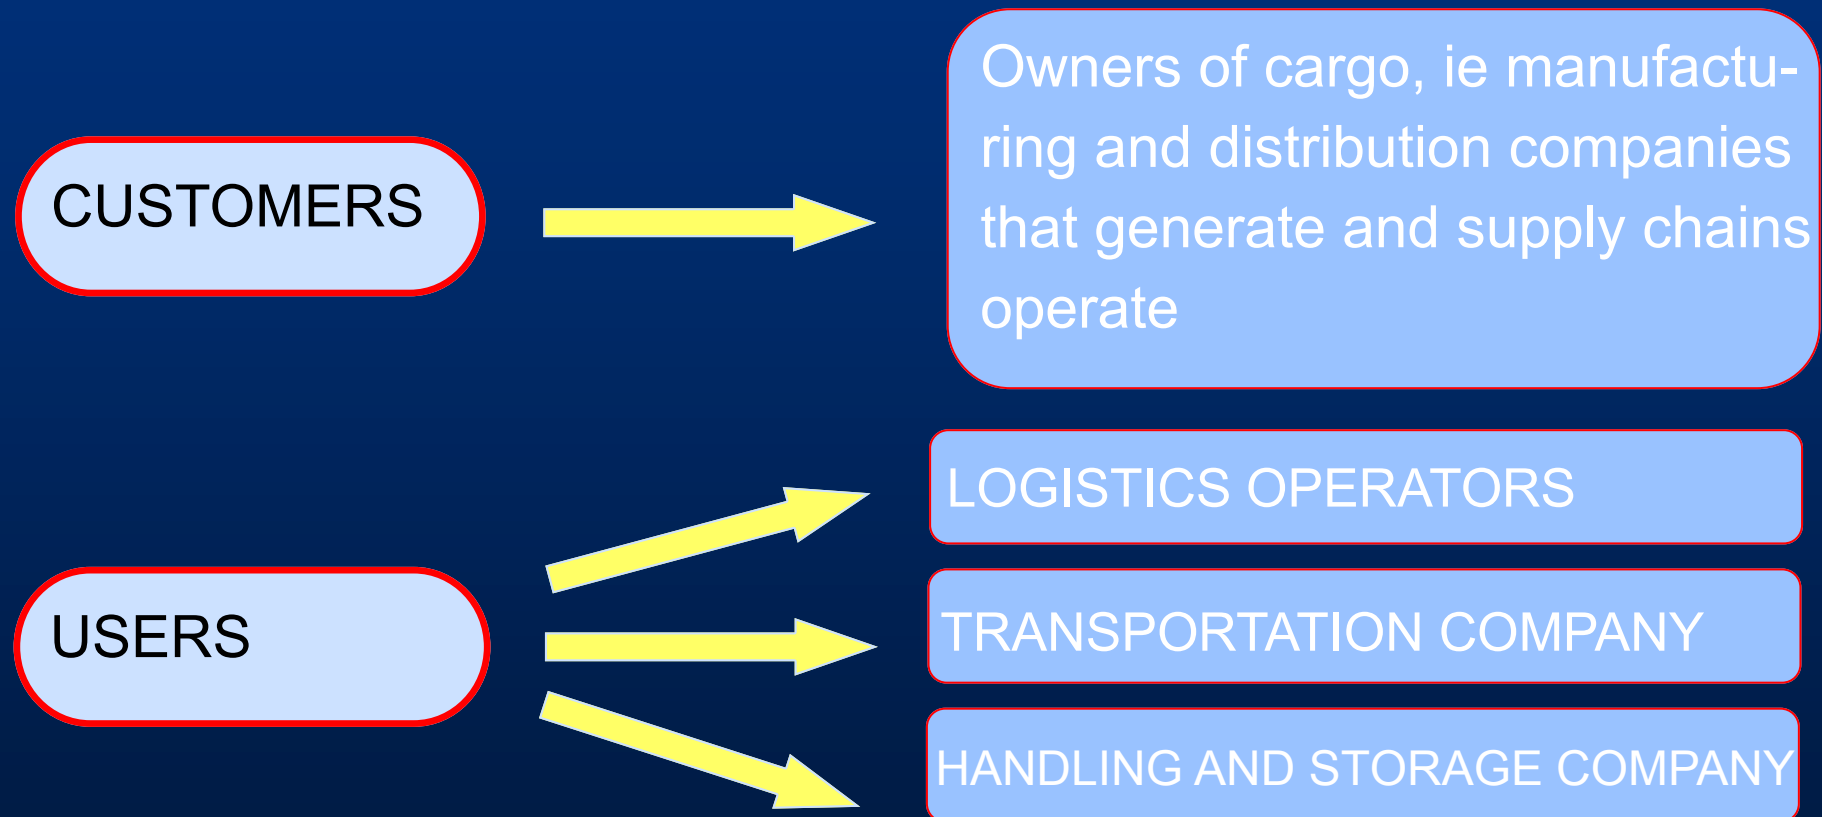 CUSTOMERS
Owners of cargo, ie manufactu-
ring and distribution companies
that generate and supply chains
operate
USERS
LOGISTICS OPERATORS
TRANSPORTATION COMPANY
HANDLING AND STORAGE COMPANY